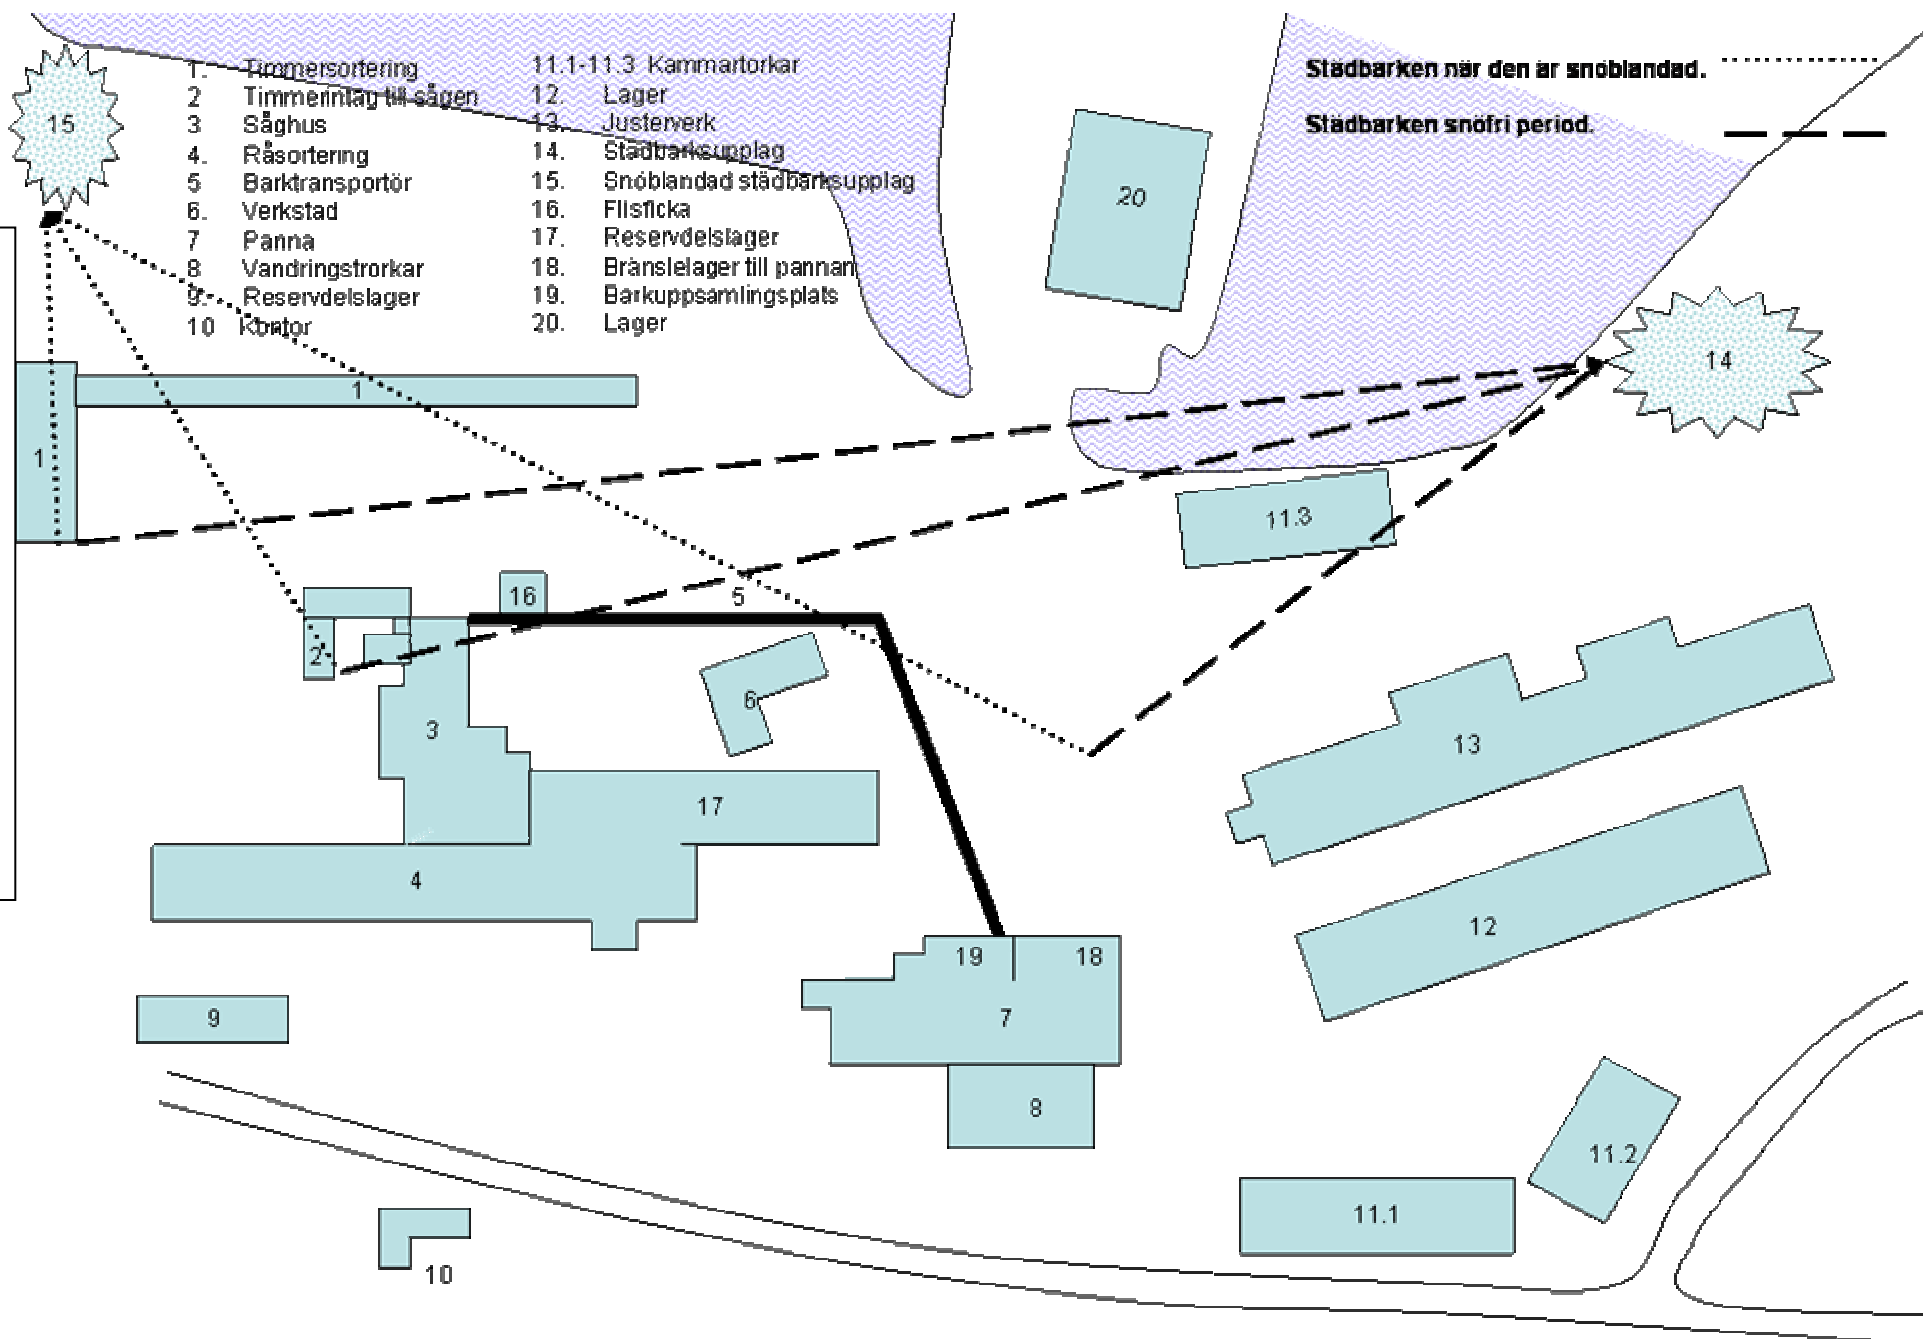 1. Timmersortering
2 Timmerintag till sågen
3 Såghus
4. Råsortering
5 Barktransportör
6. Verkstad
7 Panna
8 Vandringstrorkar
9. Reservdelslager
10 Kontor
11.1-11.3 Kammartorkar
12. Lager
13. Justerverk
14. Städbarksupplag
15. Snöblandad städbarksupplag
16. Flisficka
17. Reservdelslager
18. Bränslelager till pannan
19. Barkuppsamlingsplats
20. Lager
Städbarken när den är snöblandad.
Städbarken snöfri period.
15
20
14
1
1
11.3
16
5
2
6
3
13
17
4
12
19
18
9
7
8
11.2
11.1
10